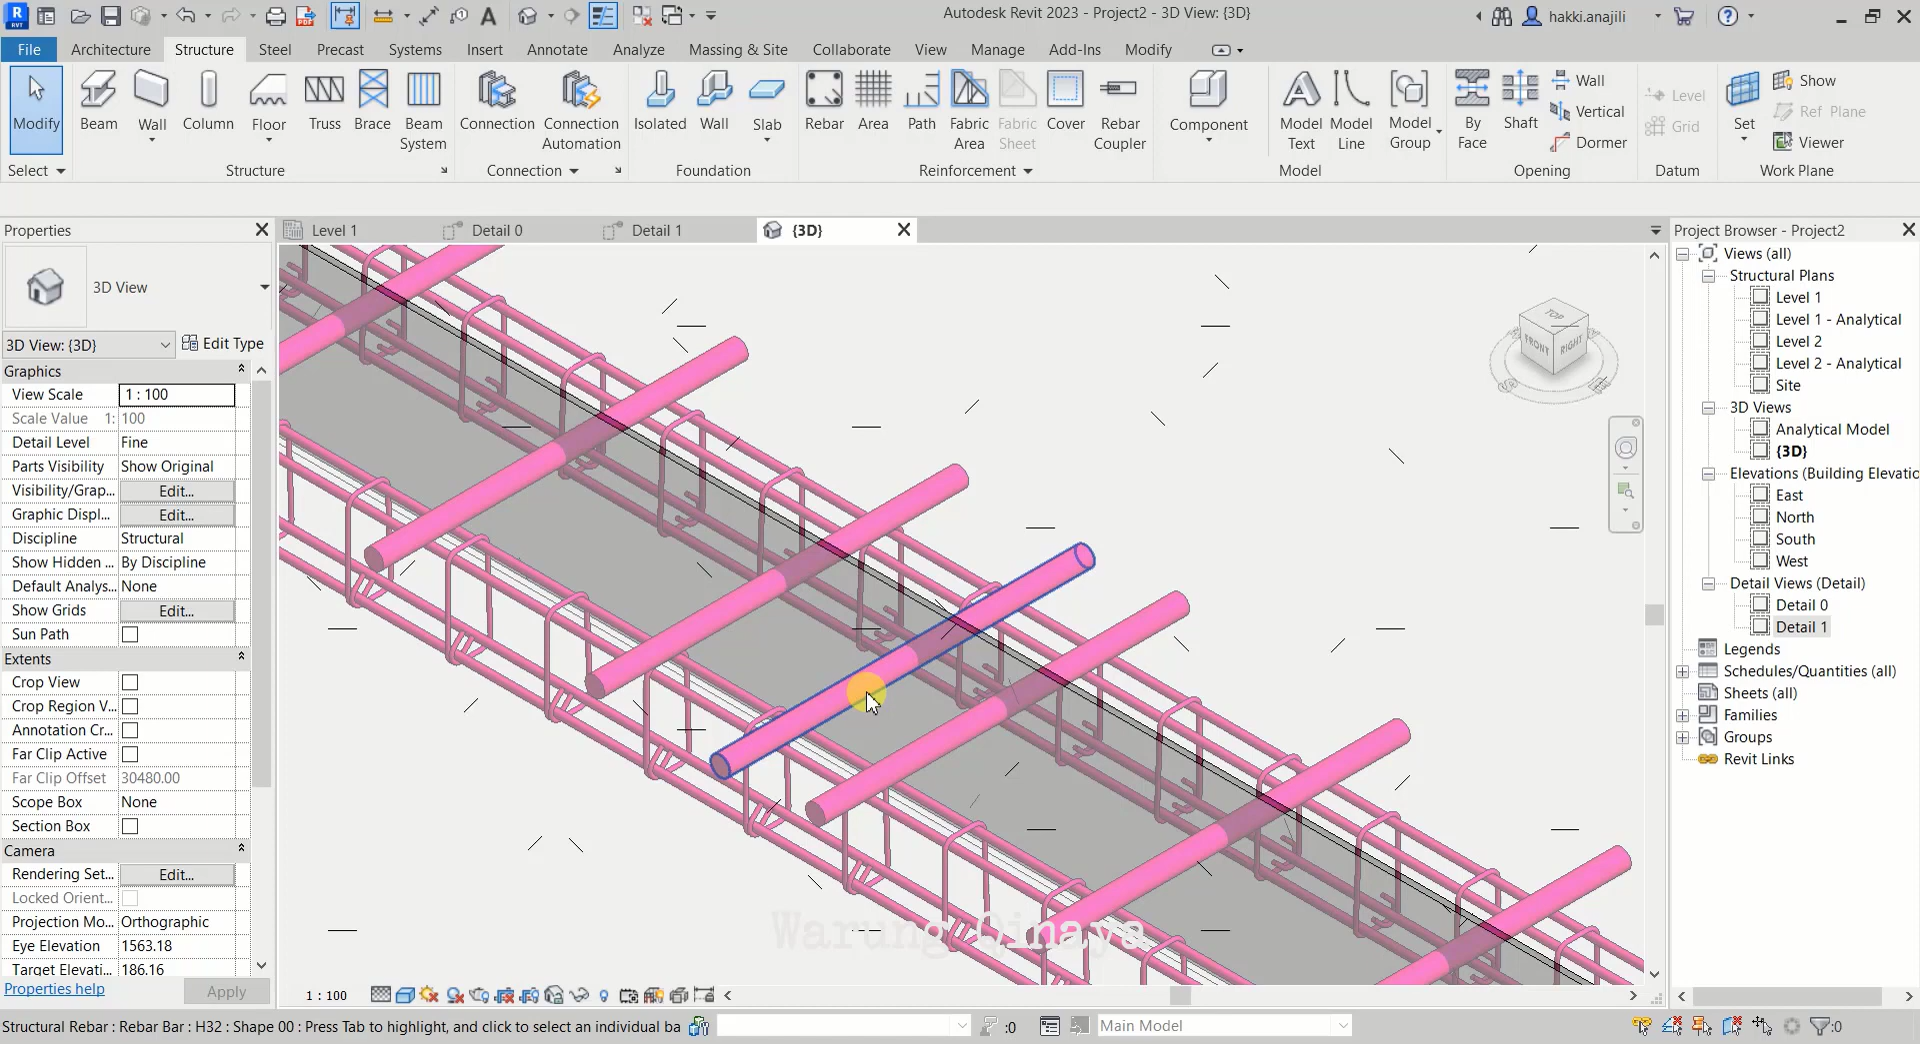 Autodesk Revit 2023 - Project2 - 3D View: {3D}
hakki.anajili
File
Architecture
Structure
Steel
Precast
Systems
Insert
Annotate
Analyze
Massing & Site
Collaborate
View
Manage
Add-Ins
Modify
Modify
Beam
Wall
Column
Floor
Truss
Brace
Beam System
Connection
Connection Automation
Isolated
Wall
Slab
Rebar
Area
Path
Fabric Area
Fabric Sheet
Cover
Rebar Coupler
Component
Model Text
Model Line
Model Group
By Face
Shaft
Wall
Vertical
Dormer
Level
Grid
Set
Show
Ref Plane
Viewer
Select
Structure
Connection
Foundation
Reinforcement
Model
Opening
Datum
Work Plane
Properties
Level 1
Detail 0
Detail 1
{3D}
Project Browser - Project2
3D View
3D View: {3D}
Edit Type
Graphics
View Scale 1 : 100
Scale Value 1: 100
Detail Level Fine
Parts Visibility Show Original
Visibility/Grap... Edit...
Graphic Displ... Edit...
Discipline Structural
Show Hidden ... By Discipline
Default Analys... None
Show Grids Edit...
Sun Path
Extents
Crop View
Crop Region V...
Annotation Cr...
Far Clip Active
Far Clip Offset 30480.00
Scope Box None
Section Box
Camera
Rendering Set... Edit...
Locked Orient...
Projection Mo... Orthographic
Eye Elevation 1563.18
Target Elevati... 186.16
Properties help
Apply
TOP
FRONT
RIGHT
Warung Qinaya
Views (all)
Structural Plans
Level 1
Level 1 - Analytical
Level 2
Level 2 - Analytical
Site
3D Views
Analytical Model
{3D}
Elevations (Building Elevatio
East
North
South
West
Detail Views (Detail)
Detail 0
Detail 1
Legends
Schedules/Quantities (all)
Sheets (all)
Families
Groups
Revit Links
1 : 100
Structural Rebar : Rebar Bar : H32 : Shape 00 : Press Tab to highlight, and click to select an individual ba
:0
Main Model
:0